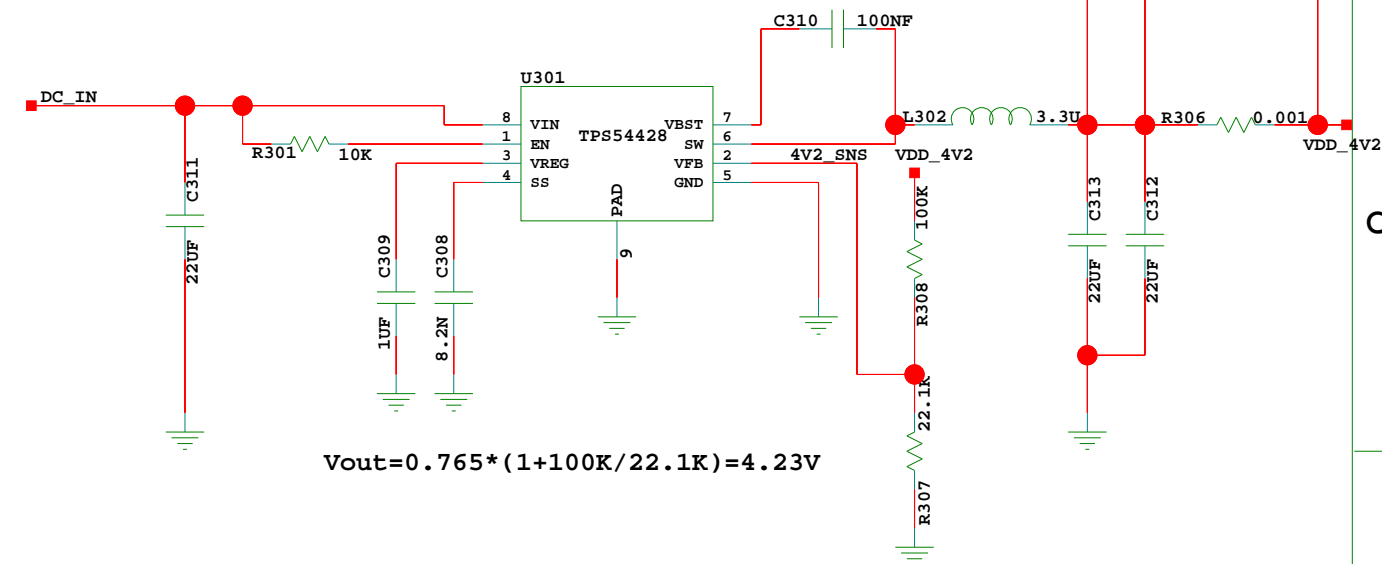 C310 100NF
U301
DC_IN
8 VIN VBST 7
L302 3.3U R306 0.001
1 EN TPS54428 SW 6
R301 10K
3 VREG VFB 2 4V2_SNS VDD_4V2
VDD_4V2
4 SS GND 5
PAD
9
C311
22UF
C309
1UF
C308
8.2N
100K
R308
22.1K
R307
C313
22UF
C312
22UF
Vout=0.765*(1+100K/22.1K)=4.23V